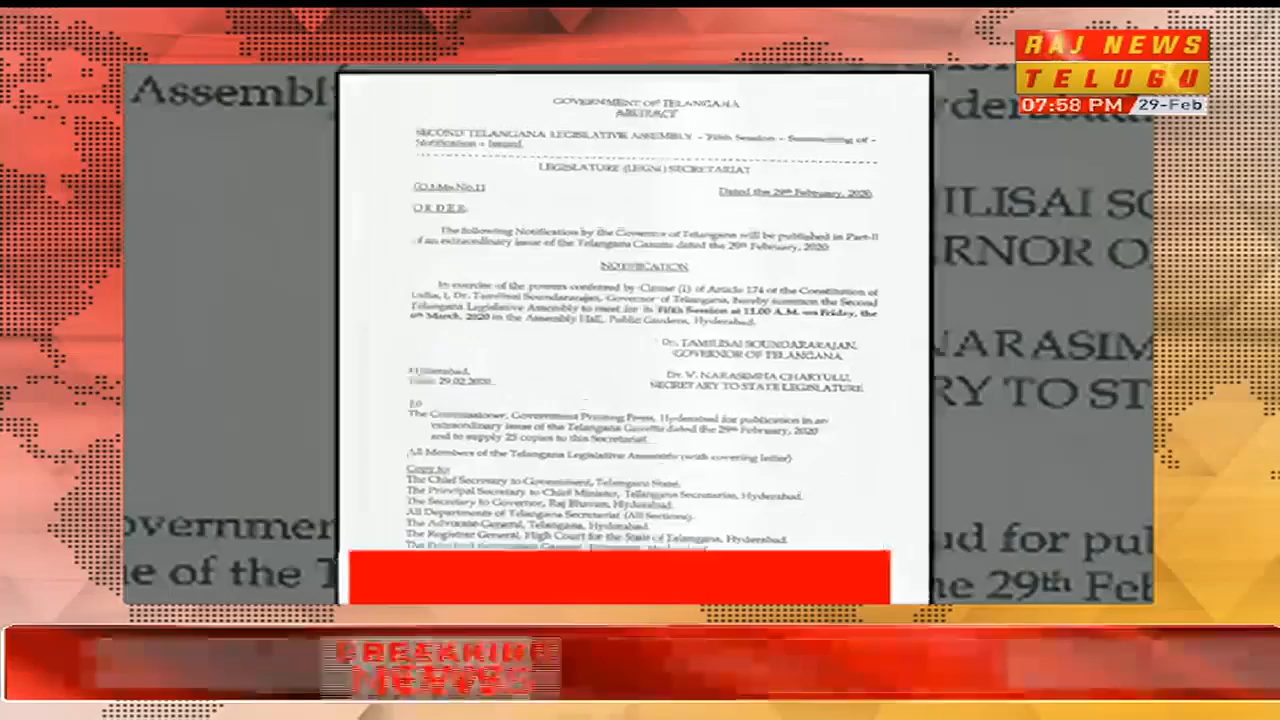 RAJ NEWS
TELUGU
07:58 PM 29-Feb
Assembl
ILISAI SO
RNOR O
NARASIM
RY TO ST
overnmen
ud for pul
e of the T
he 29th Feb
GOVERNMENT OF TELANGANA
ABSTRACT
SECOND TELANGANA LEGISLATIVE ASSEMBLY – Fifth Session – Summoning of –
Notification – Issued.
LEGISLATURE (LEGN.) SECRETARIAT
G.O.Ms.No.11 Dated the 29th February, 2020.
ORDER:
The following Notification by the Governor of Telangana will be published in Part-II
of an extraordinary issue of the Telangana Gazette dated the 29th February, 2020
NOTIFICATION
In exercise of the powers conferred by Clause (1) of Article 174 of the Constitution of
India, I, Dr. Tamilisai Soundararajan, Governor of Telangana, hereby summon the Second
Telangana Legislative Assembly to meet for its Fifth Session at 11.00 A.M. on Friday, the
6th March, 2020 in the Assembly Hall, Public Gardens, Hyderabad.
Dr. TAMILISAI SOUNDARARAJAN,
GOVERNOR OF TELANGANA
Hyderabad,
Date: 29.02.2020
Dr. V. NARASIMHA CHARYULU,
SECRETARY TO STATE LEGISLATURE
To
The Commissioner, Government Printing Press, Hyderabad for publication in an
extraordinary issue of the Telangana Gazette dated the 29th February, 2020
and to supply 25 copies to this Secretariat.
All Members of the Telangana Legislative Assembly (with covering letter)
Copy to:
The Chief Secretary to Government, Telangana State.
The Principal Secretary to Chief Minister, Telangana Secretariat, Hyderabad.
The Secretary to Governor, Raj Bhavan, Hyderabad.
All Departments of Telangana Secretariat (All Sections).
The Advocate-General, Telangana, Hyderabad.
The Registrar General, High Court for the State of Telangana, Hyderabad.
BREAKING
NEWS